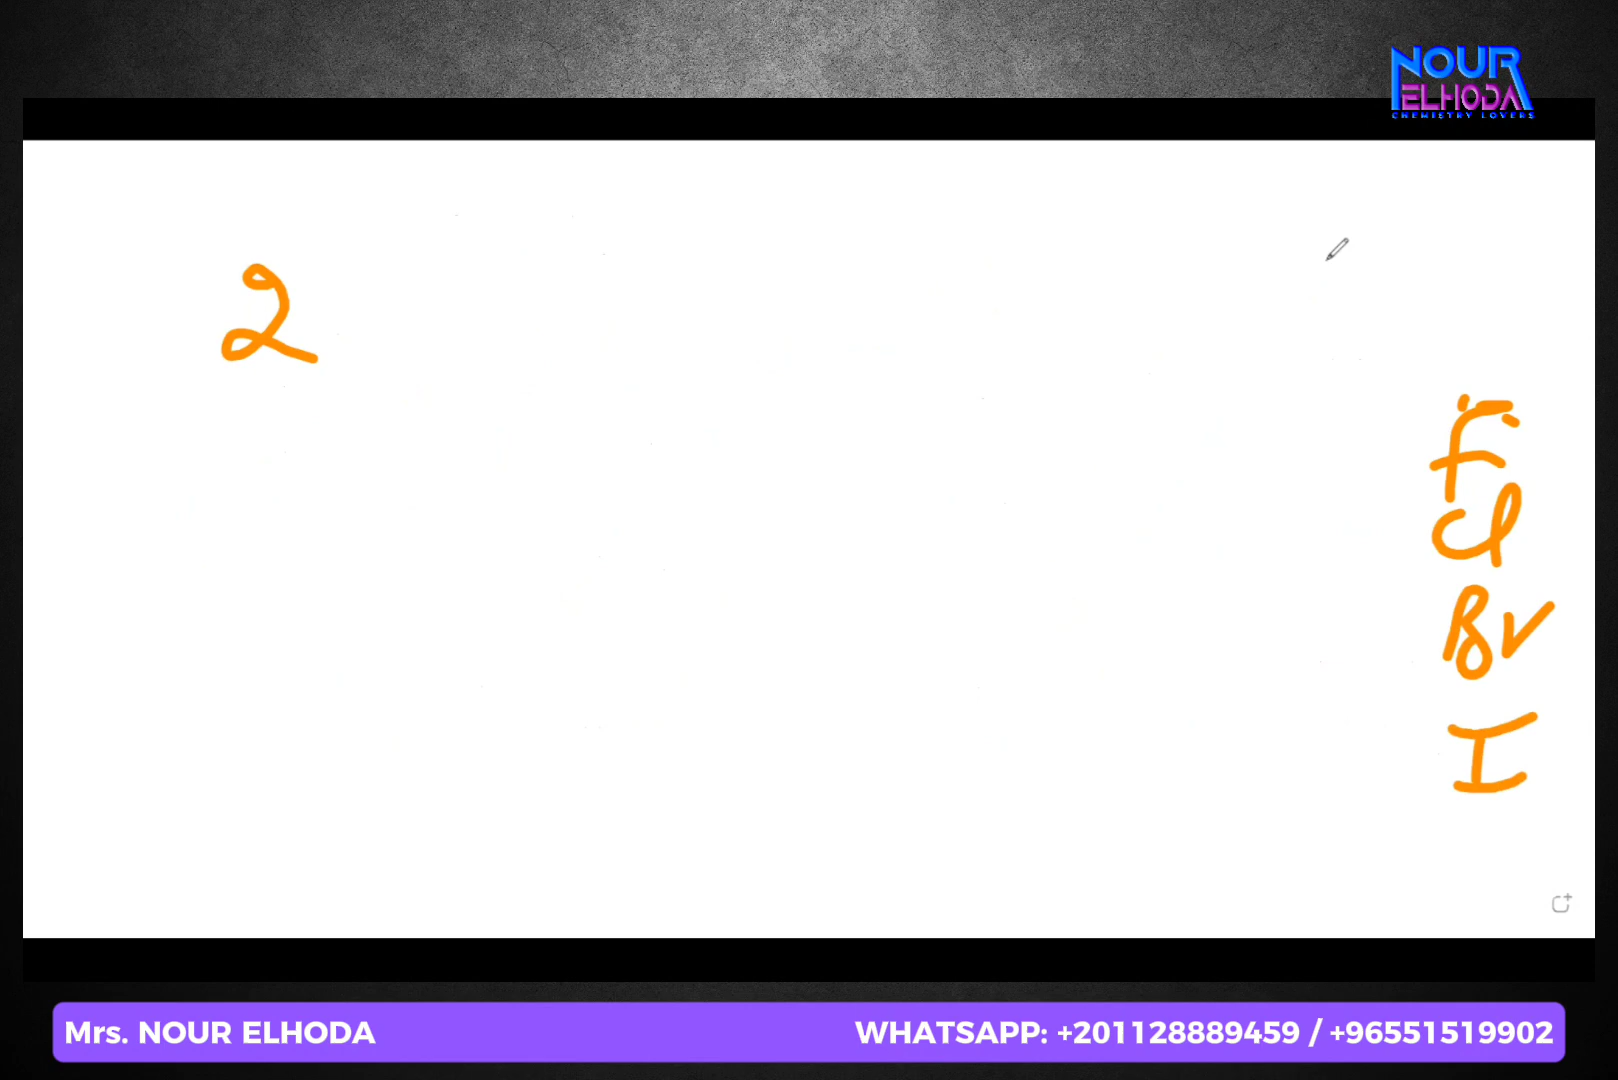 NOUR
ELHODA
CHEMISTRY LOVERS
2
F
Cl
Br
I
Mrs. NOUR ELHODA
WHATSAPP: +201128889459 / +96551519902